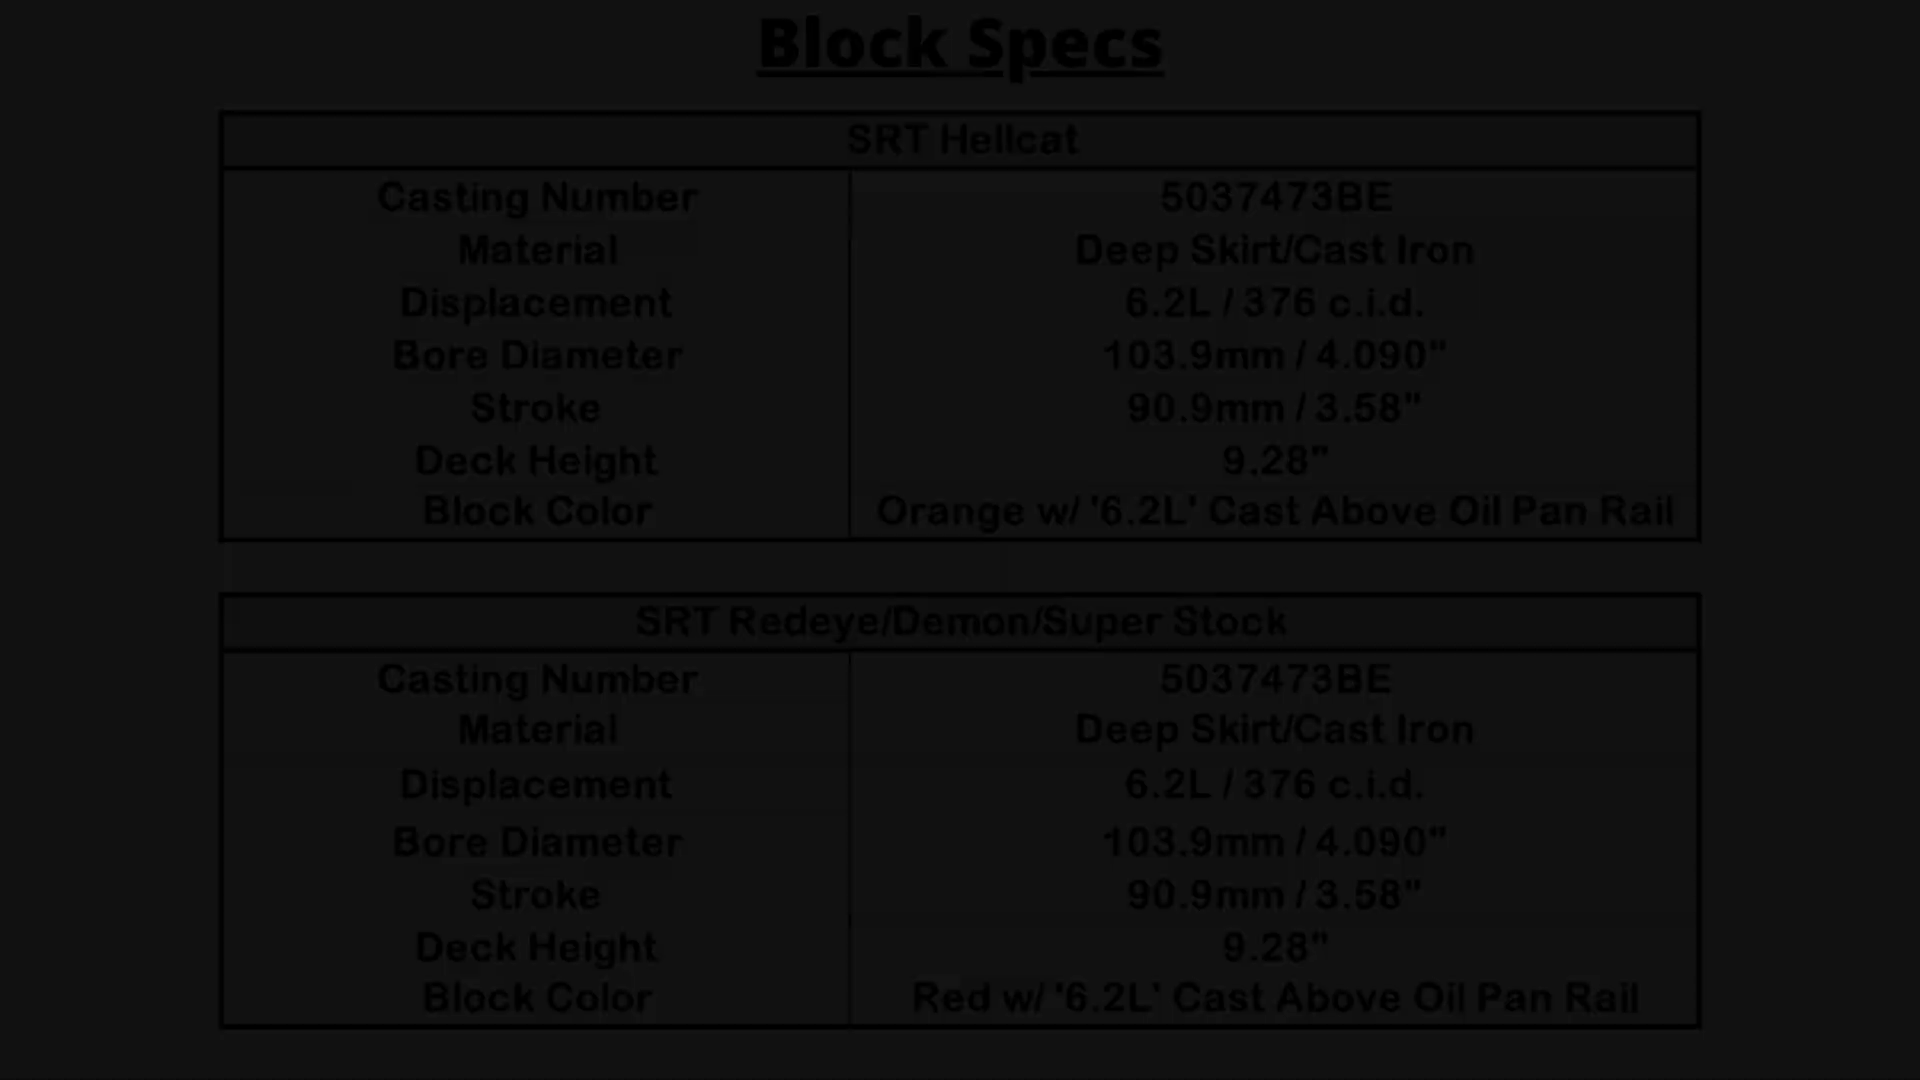 Block Specs
SRT Hellcat
Casting Number 5037473BE
Material Deep Skirt/Cast Iron
Displacement 6.2L / 376 c.i.d.
Bore Diameter 103.9mm / 4.090"
Stroke 90.9mm / 3.58"
Deck Height 9.28"
Block Color Orange w/ '6.2L' Cast Above Oil Pan Rail
SRT Redeye/Demon/Super Stock
Casting Number 5037473BE
Material Deep Skirt/Cast Iron
Displacement 6.2L / 376 c.i.d.
Bore Diameter 103.9mm / 4.090"
Stroke 90.9mm / 3.58"
Deck Height 9.28"
Block Color Red w/ '6.2L' Cast Above Oil Pan Rail